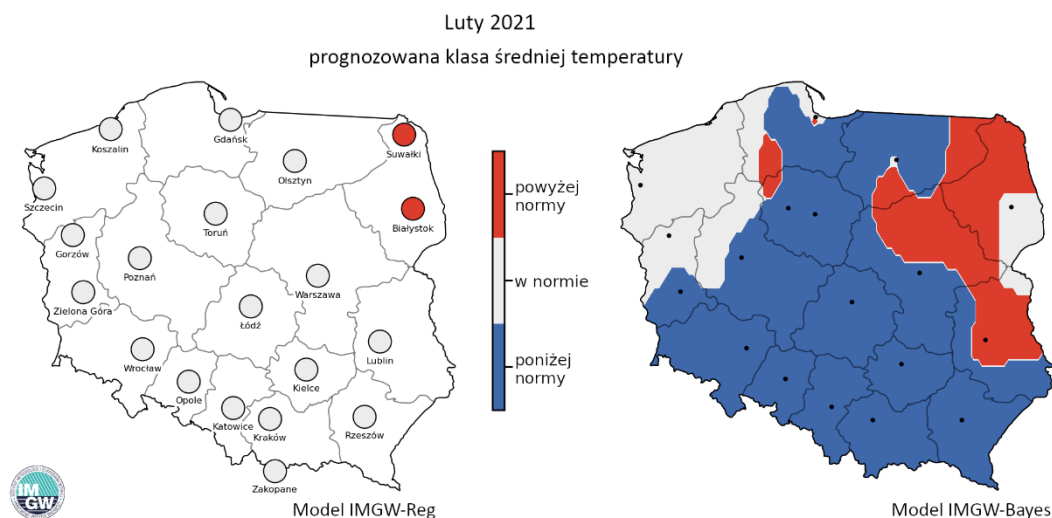 Luty 2021
prognozowana klasa średniej temperatury
Koszalin
Gdańsk
Suwałki
Olsztyn
Szczecin
Białystok
Toruń
Gorzów
Poznań
Warszawa
Zielona Góra
Łódź
Lublin
Wrocław
Kielce
Opole
Katowice
Kraków
Rzeszów
Zakopane
powyżej
normy
w normie
poniżej
normy
IM
GW
Model IMGW-Reg
Model IMGW-Bayes